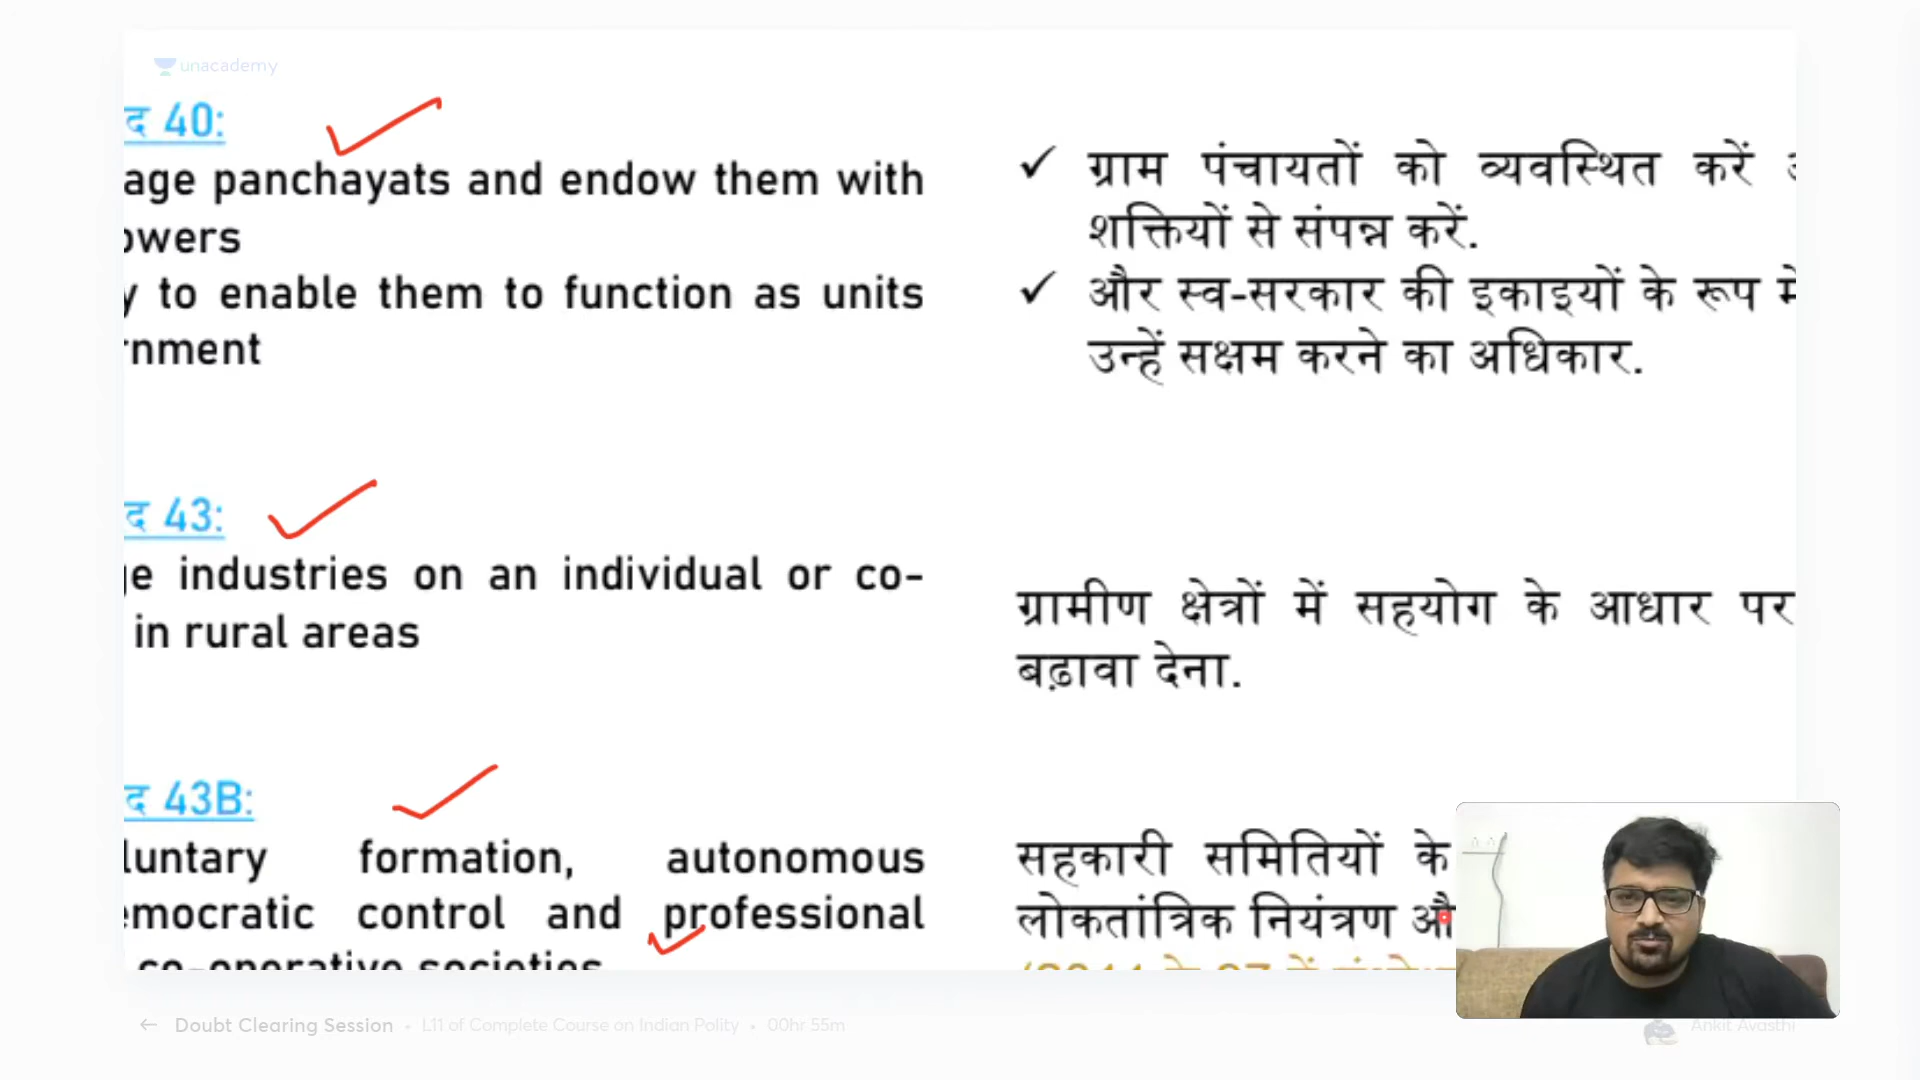 unacademy
द 40:
age panchayats and endow them with
owers
y to enable them to function as units
rnment
ग्राम पंचायतों को व्यवस्थित करें
शक्तियों से संपन्न करें.
और स्व-सरकार की इकाइयों के रूप में
उन्हें सक्षम करने का अधिकार.
द 43:
ge industries on an individual or co-
in rural areas
ग्रामीण क्षेत्रों में सहयोग के आधार पर
बढ़ावा देना.
द 43B:
luntary formation, autonomous
emocratic control and professional
co-operative societies
सहकारी समितियों के
लोकतांत्रिक नियंत्रण औ
Doubt Clearing Session • L11 of Complete Course on Indian Polity • 00hr 55m
Ankit Avasthi